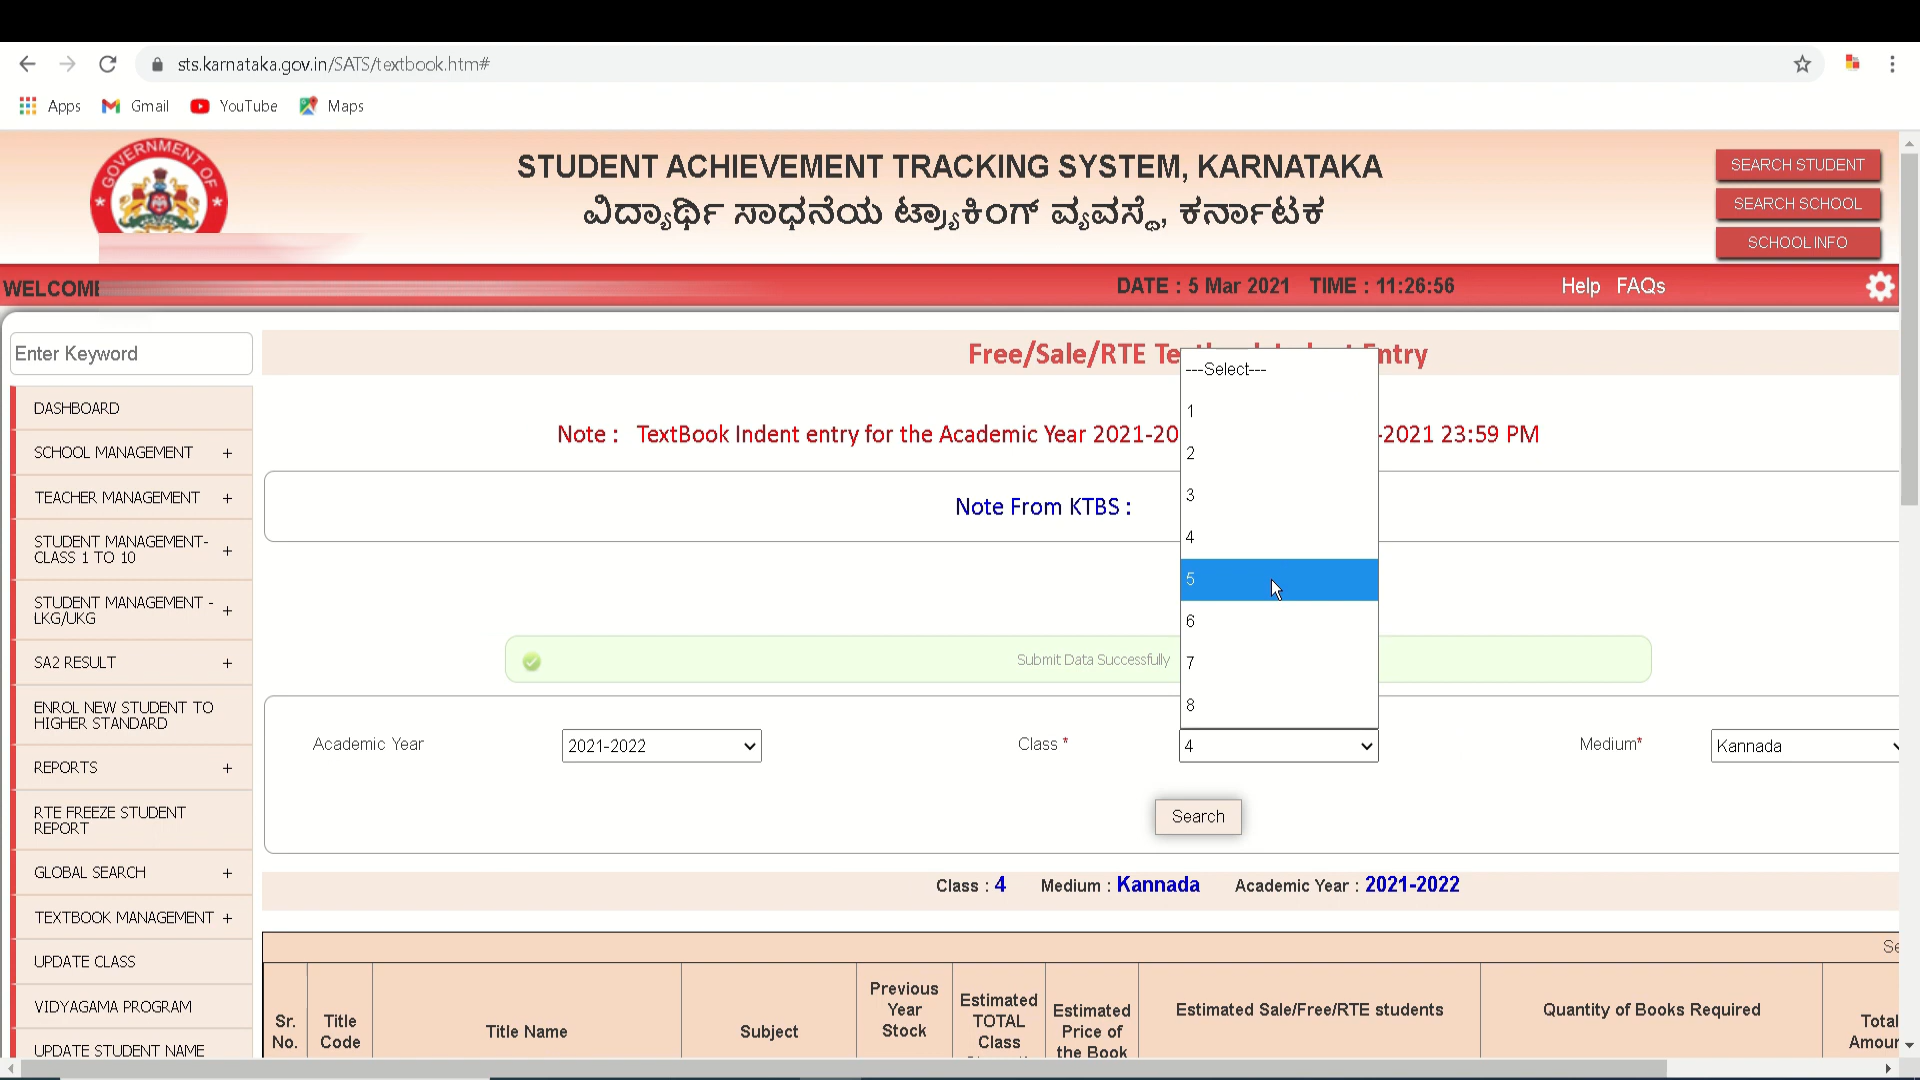 sts.karnataka.gov.in/SATS/textbook.htm#
Apps Gmail YouTube Maps
GOVERNMENT OF
STUDENT ACHIEVEMENT TRACKING SYSTEM, KARNATAKA
ವಿದ್ಯಾರ್ಥಿ ಸಾಧನೆಯ ಟ್ರ್ಯಾಕಿಂಗ್ ವ್ಯವಸ್ಥೆ, ಕರ್ನಾಟಕ
SEARCH STUDENT
SEARCH SCHOOL
SCHOOL INFO
DATE : 5 Mar 2021 TIME : 11:26:56 Help FAQs
Enter Keyword
DASHBOARD
SCHOOL MANAGEMENT +
TEACHER MANAGEMENT +
STUDENT MANAGEMENT-
CLASS 1 TO 10 +
STUDENT MANAGEMENT -
LKG/UKG +
SA2 RESULT +
ENROL NEW STUDENT TO
HIGHER STANDARD
REPORTS +
RTE FREEZE STUDENT
REPORT
GLOBAL SEARCH +
TEXTBOOK MANAGEMENT +
UPDATE CLASS
VIDYAGAMA PROGRAM
UPDATE STUDENT NAME
Free/Sale/RTE ntry
Note : TextBook Indent entry for the Academic Year 2021-20 -2021 23:59 PM
Note From KTBS :
---Select---
1
2
3
4
5
6
7
8
Submit Data Successfully
Academic Year 2021-2022 Class * 4 Medium* Kannada
Search
Class : 4 Medium : Kannada Academic Year : 2021-2022
Sr.
No.
Title
Code
Title Name
Subject
Previous
Year
Stock
Estimated
TOTAL
Class
Estimated
Price of
the Book
Estimated Sale/Free/RTE students
Quantity of Books Required
Total